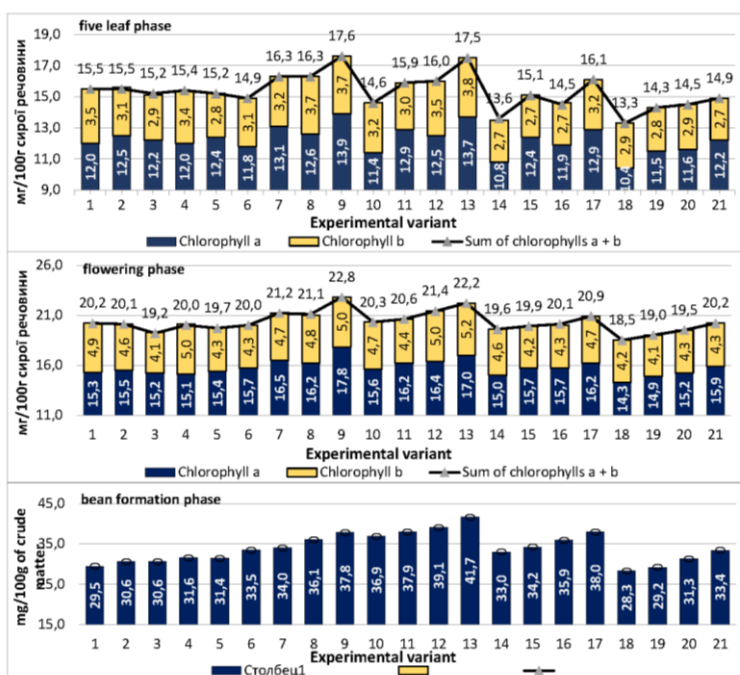 five leaf phase
мг/100г сирої речовини
19,0
17,0
15,0
13,0
11,0
9,0
15,5 15,5 15,2 15,4 15,2 14,9 16,3 16,3 17,6 14,6 15,9 16,0 17,5 13,6 15,1 14,5 16,1 13,3 14,3 14,5 14,9
3,5 3,1 2,9 3,4 2,8 3,1 3,2 3,7 3,7 3,2 3,0 3,5 3,8 2,7 2,7 2,7 3,2 2,9 2,8 2,9 2,7
12,0 12,5 12,2 12,0 12,4 11,8 13,1 12,6 13,9 11,4 12,9 12,5 13,7 10,8 12,4 11,9 12,9 10,4 11,5 11,6 12,2
1 2 3 4 5 6 7 8 9 10 11 12 13 14 15 16 17 18 19 20 21
Experimental variant
Chlorophyll a Chlorophyll b Sum of chlorophylls a + b
flowering phase
мг/100г сирої речовини
26,0
21,0
16,0
11,0
20,2 20,1 19,2 20,0 19,7 20,0 21,2 21,1 22,8 20,3 20,6 21,4 22,2 19,6 19,9 20,1 20,9 18,5 19,0 19,5 20,2
4,9 4,6 4,1 5,0 4,3 4,3 4,7 4,8 5,0 4,7 4,4 5,0 5,2 4,6 4,2 4,3 4,7 4,2 4,1 4,3 4,3
15,3 15,5 15,2 15,1 15,4 15,7 16,5 16,2 17,8 15,6 16,2 16,4 17,0 15,0 15,7 15,7 16,2 14,3 14,9 15,2 15,9
1 2 3 4 5 6 7 8 9 10 11 12 13 14 15 16 17 18 19 20 21
Experimental variant
Chlorophyll a Chlorophyll b Sum of chlorophylls a + b
bean formation phase
mg/100g of crude
matter
45,0
35,0
25,0
15,0
29,5 30,6 30,6 31,6 31,4 33,5 34,0 36,1 37,8 36,9 37,9 39,1 41,7 33,0 34,2 35,9 38,0 28,3 29,2 31,3 33,4
1 2 3 4 5 6 7 8 9 10 11 12 13 14 15 16 17 18 19 20 21
Experimental variant
Столбец1